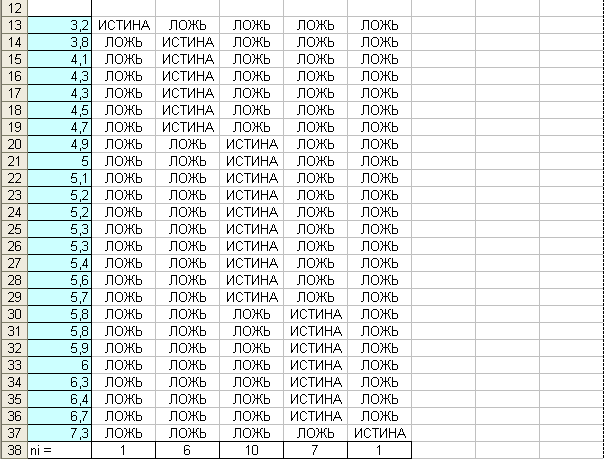 12
13 3,2 ИСТИНА ЛОЖЬ ЛОЖЬ ЛОЖЬ ЛОЖЬ
14 3,8 ЛОЖЬ ИСТИНА ЛОЖЬ ЛОЖЬ ЛОЖЬ
15 4,1 ЛОЖЬ ИСТИНА ЛОЖЬ ЛОЖЬ ЛОЖЬ
16 4,3 ЛОЖЬ ИСТИНА ЛОЖЬ ЛОЖЬ ЛОЖЬ
17 4,3 ЛОЖЬ ИСТИНА ЛОЖЬ ЛОЖЬ ЛОЖЬ
18 4,5 ЛОЖЬ ИСТИНА ЛОЖЬ ЛОЖЬ ЛОЖЬ
19 4,7 ЛОЖЬ ИСТИНА ЛОЖЬ ЛОЖЬ ЛОЖЬ
20 4,9 ЛОЖЬ ЛОЖЬ ИСТИНА ЛОЖЬ ЛОЖЬ
21 5 ЛОЖЬ ЛОЖЬ ИСТИНА ЛОЖЬ ЛОЖЬ
22 5,1 ЛОЖЬ ЛОЖЬ ИСТИНА ЛОЖЬ ЛОЖЬ
23 5,2 ЛОЖЬ ЛОЖЬ ИСТИНА ЛОЖЬ ЛОЖЬ
24 5,2 ЛОЖЬ ЛОЖЬ ИСТИНА ЛОЖЬ ЛОЖЬ
25 5,3 ЛОЖЬ ЛОЖЬ ИСТИНА ЛОЖЬ ЛОЖЬ
26 5,3 ЛОЖЬ ЛОЖЬ ИСТИНА ЛОЖЬ ЛОЖЬ
27 5,4 ЛОЖЬ ЛОЖЬ ИСТИНА ЛОЖЬ ЛОЖЬ
28 5,6 ЛОЖЬ ЛОЖЬ ИСТИНА ЛОЖЬ ЛОЖЬ
29 5,7 ЛОЖЬ ЛОЖЬ ИСТИНА ЛОЖЬ ЛОЖЬ
30 5,8 ЛОЖЬ ЛОЖЬ ЛОЖЬ ИСТИНА ЛОЖЬ
31 5,8 ЛОЖЬ ЛОЖЬ ЛОЖЬ ИСТИНА ЛОЖЬ
32 5,9 ЛОЖЬ ЛОЖЬ ЛОЖЬ ИСТИНА ЛОЖЬ
33 6 ЛОЖЬ ЛОЖЬ ЛОЖЬ ИСТИНА ЛОЖЬ
34 6,3 ЛОЖЬ ЛОЖЬ ЛОЖЬ ИСТИНА ЛОЖЬ
35 6,4 ЛОЖЬ ЛОЖЬ ЛОЖЬ ИСТИНА ЛОЖЬ
36 6,7 ЛОЖЬ ЛОЖЬ ЛОЖЬ ИСТИНА ЛОЖЬ
37 7,3 ЛОЖЬ ЛОЖЬ ЛОЖЬ ЛОЖЬ ИСТИНА
38 ni = 1 6 10 7 1